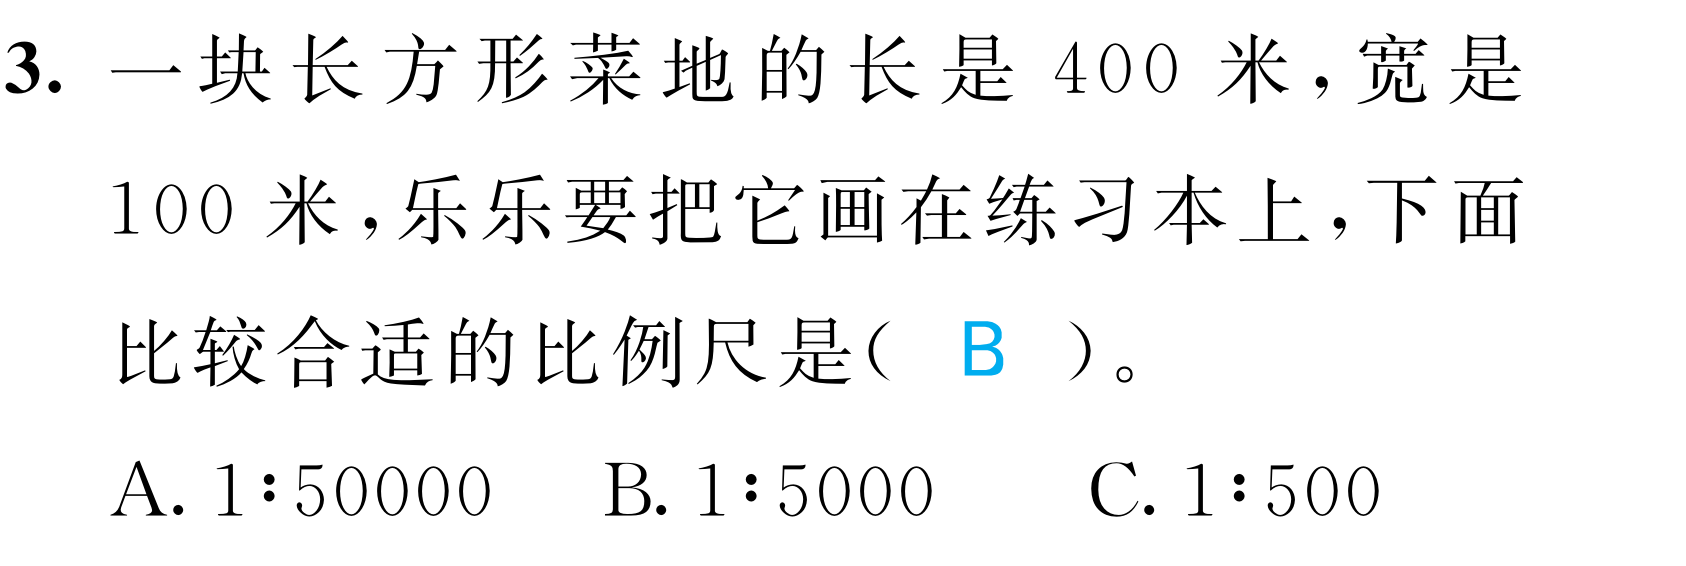 3. 一块长方形菜地的长是 400 米,宽是
100 米,乐乐要把它画在练习本上,下面
比较合适的比例尺是( B )。
A. 1∶50000 B. 1∶5000 C. 1∶500